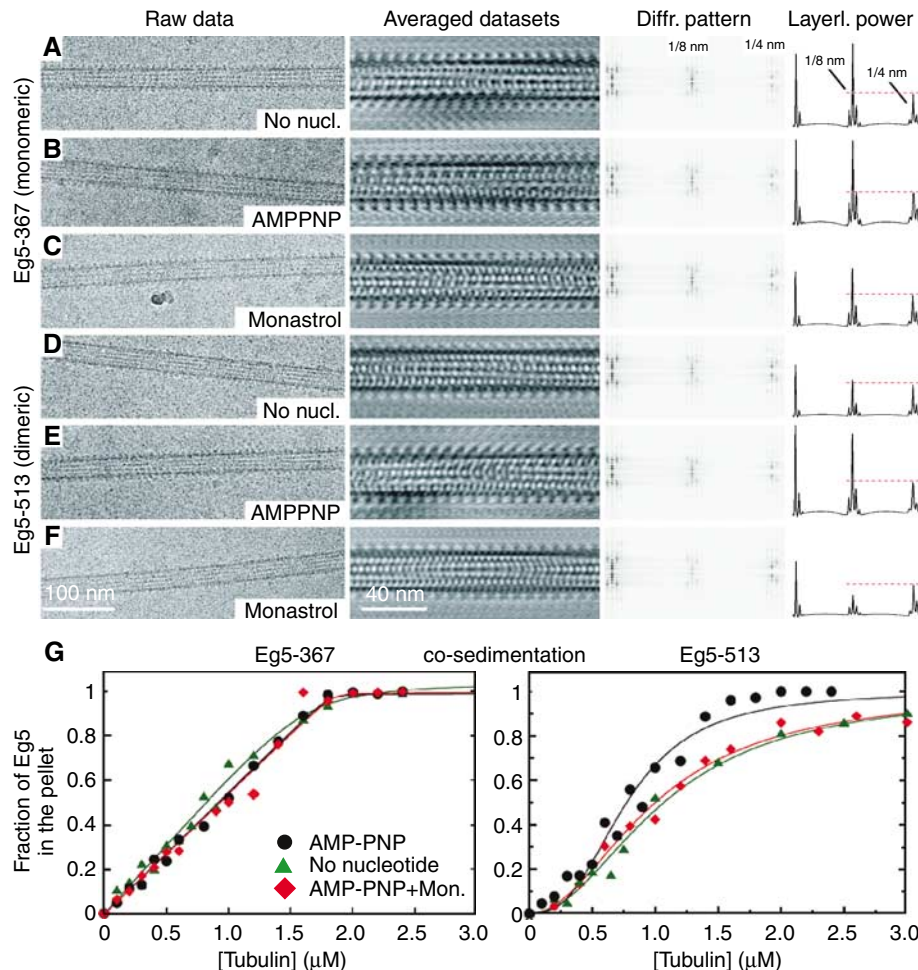 Raw data Averaged datasets Diffr. pattern Layerl. power
Eg5-367 (monomeric)
A
No nucl.
1/8 nm 1/4 nm
1/8 nm
1/4 nm
B
AMPPNP
C
Monastrol
Eg5-513 (dimeric)
D
No nucl.
E
AMPPNP
F
100 nm
Monastrol
40 nm
G Eg5-367 co-sedimentation Eg5-513
Fraction of Eg5
in the pellet
1
0.8
0.6
0.4
0.2
0
AMP-PNP
No nucleotide
AMP-PNP+Mon.
0 0.5 1.0 1.5 2.0 2.5 3.0
[Tubulin] (μM)
1
0.8
0.6
0.4
0.2
0
0 0.5 1.0 1.5 2.0 2.5 3.0
[Tubulin] (μM)